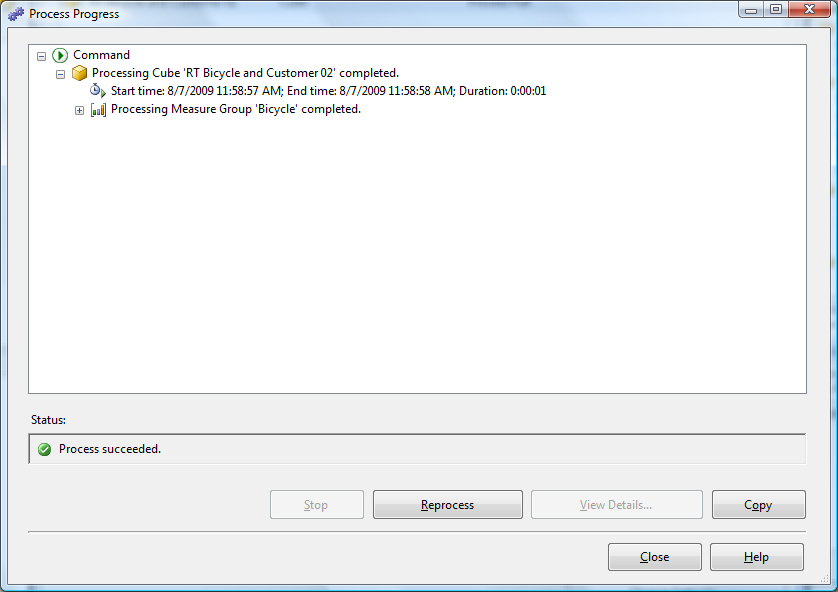 Process Progress
Command
Processing Cube 'RT Bicycle and Customer 02' completed.
Start time: 8/7/2009 11:58:57 AM; End time: 8/7/2009 11:58:58 AM; Duration: 0:00:01
Processing Measure Group 'Bicycle' completed.
Status:
Process succeeded.
Stop Reprocess View Details... Copy
Close Help